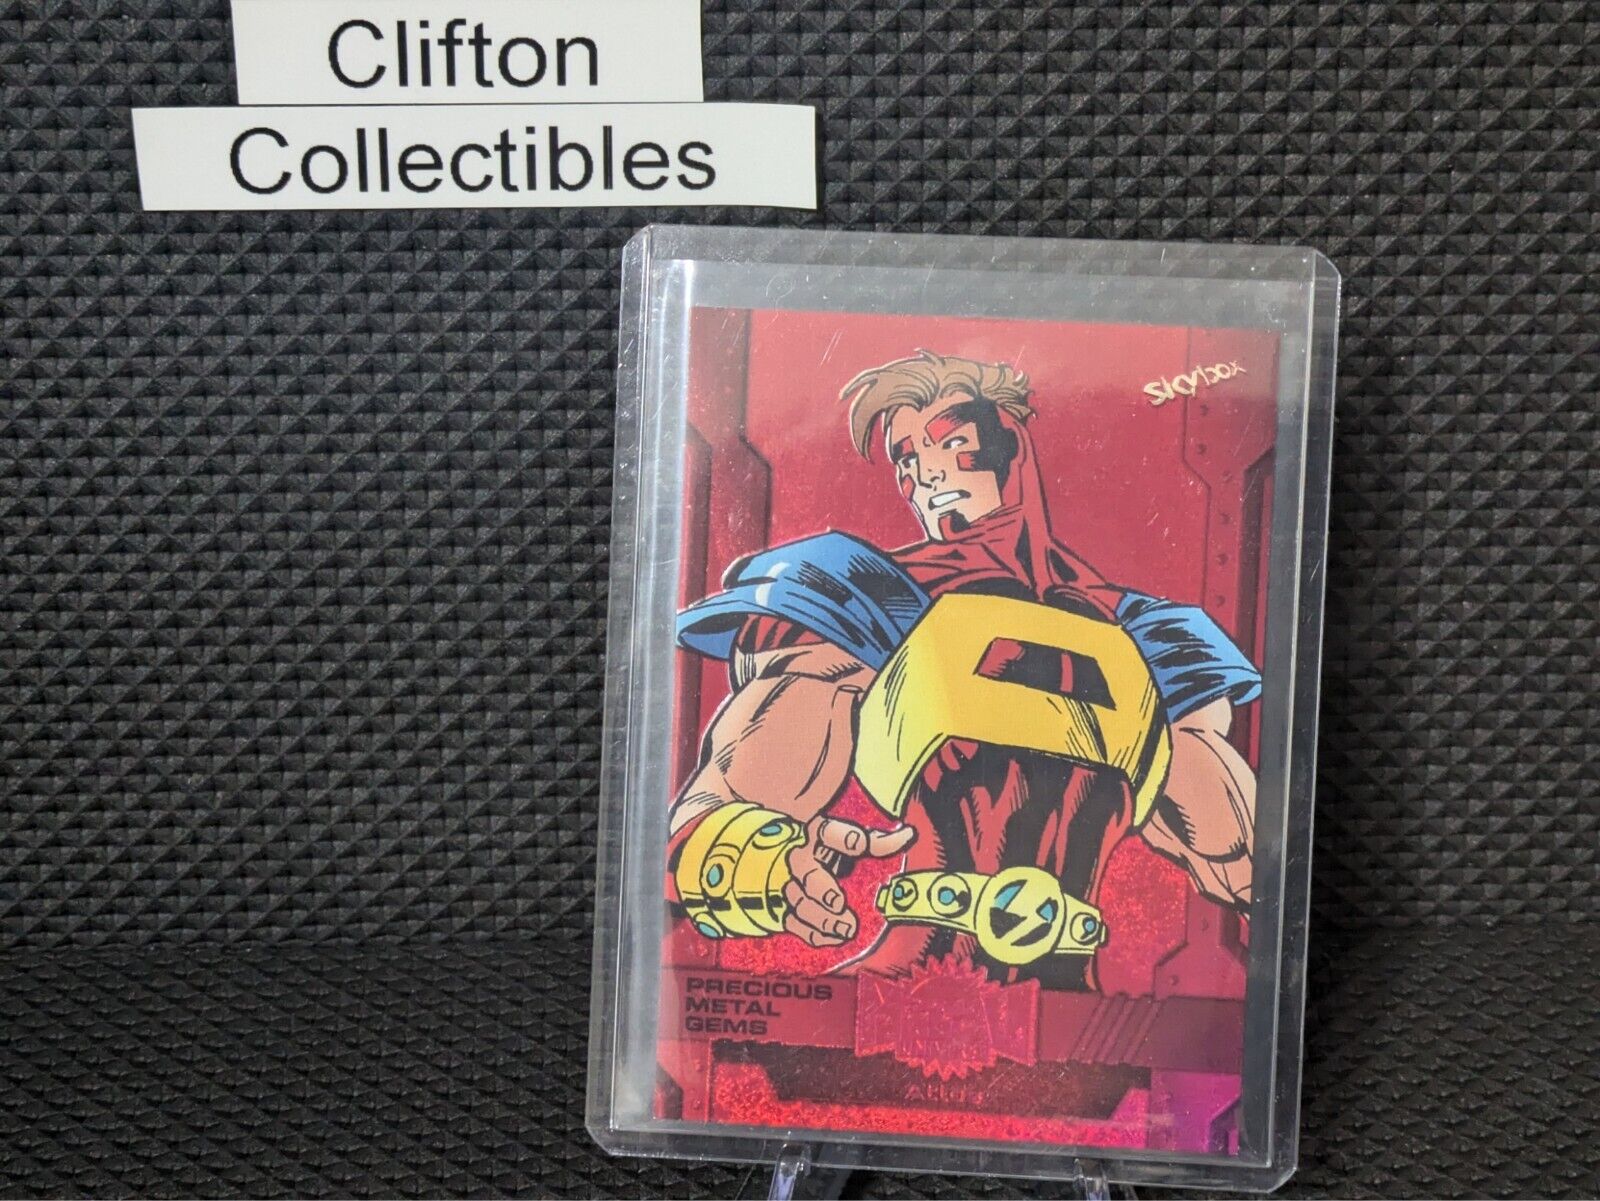 Clifton
Collectibles
skybox
PRECIOUS
METAL
GEMS